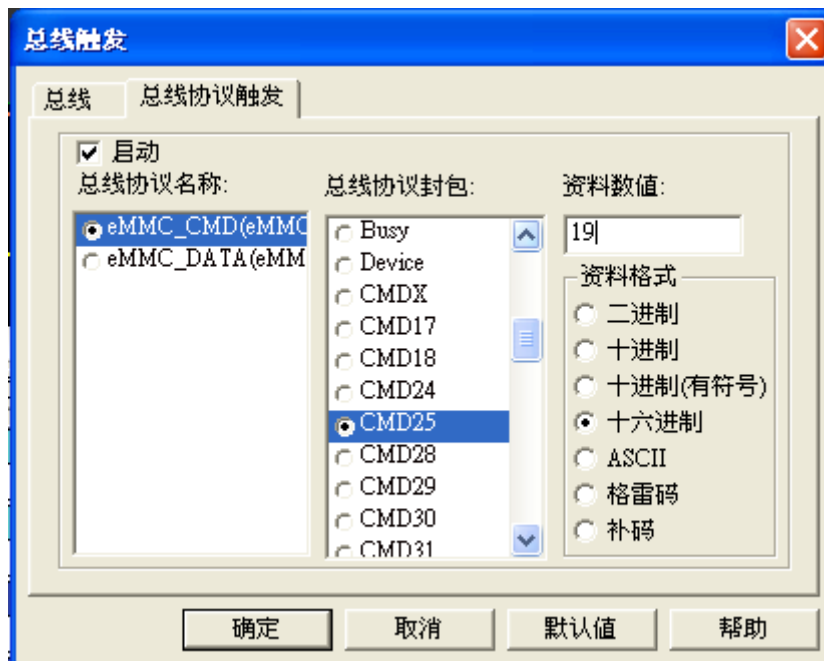 总线触发
总线
总线协议触发
启动
总线协议名称:
eMMC_CMD(eMMC
eMMC_DATA(eMM
总线协议封包:
Busy
Device
CMDX
CMD17
CMD18
CMD24
CMD25
CMD28
CMD29
CMD30
CMD31
资料数值:
19
资料格式
二进制
十进制
十进制(有符号)
十六进制
ASCII
格雷码
补码
确定
取消
默认值
帮助